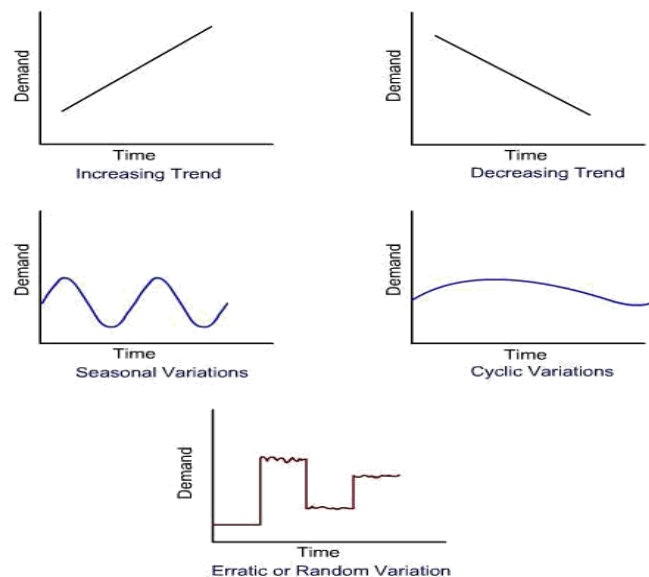 Demand
Time
Increasing Trend
Demand
Time
Decreasing Trend
Demand
Time
Seasonal Variations
Demand
Time
Cyclic Variations
Demand
Time
Erratic or Random Variation